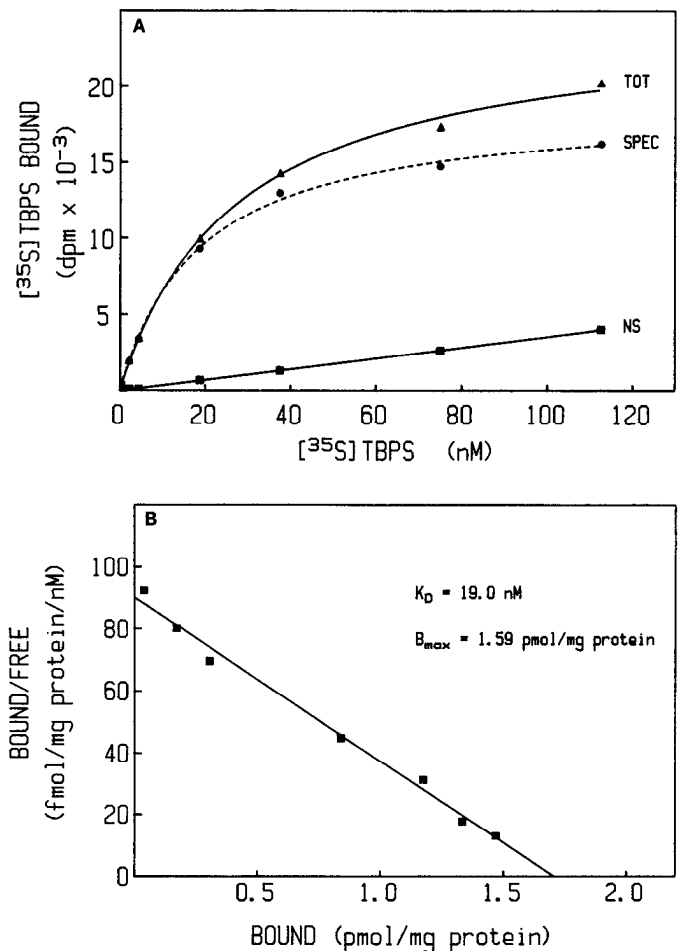 A
[³⁵S] TBPS BOUND
(dpm x 10⁻³)
20
15
10
5
TOT
SPEC
NS
0 20 40 60 80 100 120
[³⁵S] TBPS (nM)
B
BOUND/FREE
(fmol/mg protein/nM)
100
80
60
40
20
0
K_D = 19.0 nM
B_max = 1.59 pmol/mg protein
0.5 1.0 1.5 2.0
BOUND (pmol/mg protein)